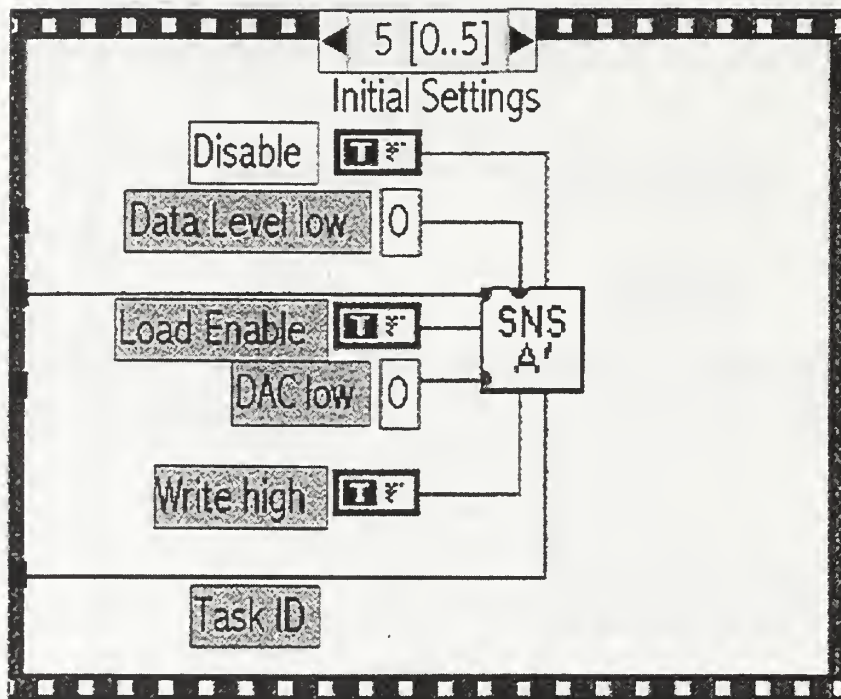 5 [0..5]
Initial Settings
Disable T F
Data Level low 0
Load Enable T F
SNS
A'
DAC low 0
Write high T F
Task ID